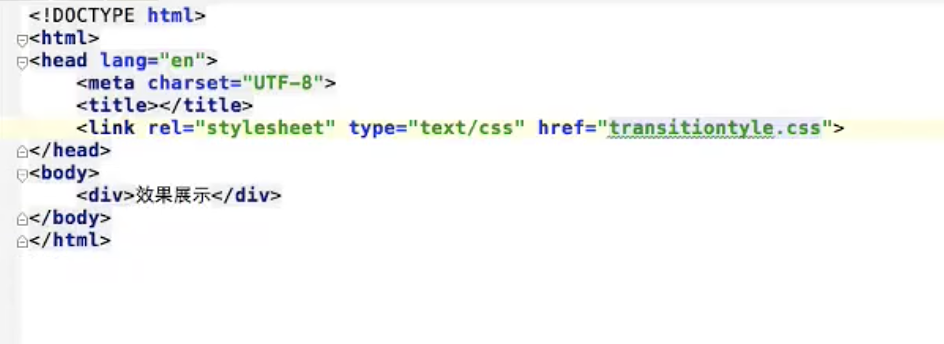 <!DOCTYPE html>
<html>
<head lang="en">
    <meta charset="UTF-8">
    <title></title>
    <link rel="stylesheet" type="text/css" href="transitiontyle.css">
</head>
<body>
    <div>效果展示</div>
</body>
</html>